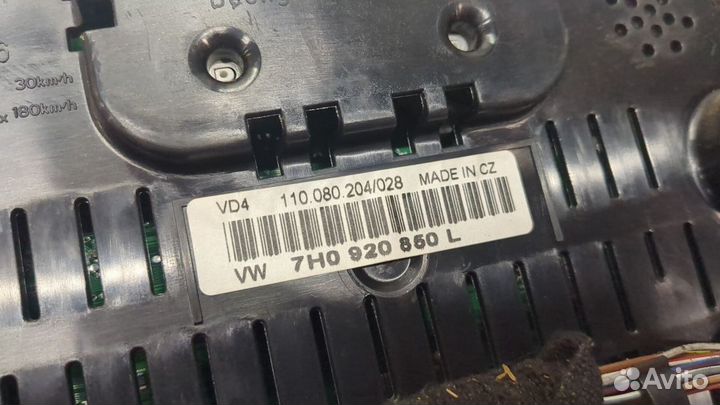 30km/h
x 180km/h
VD4 110.080.204/028 MADE IN CZ
VW 7H0 920 850 L
Avito